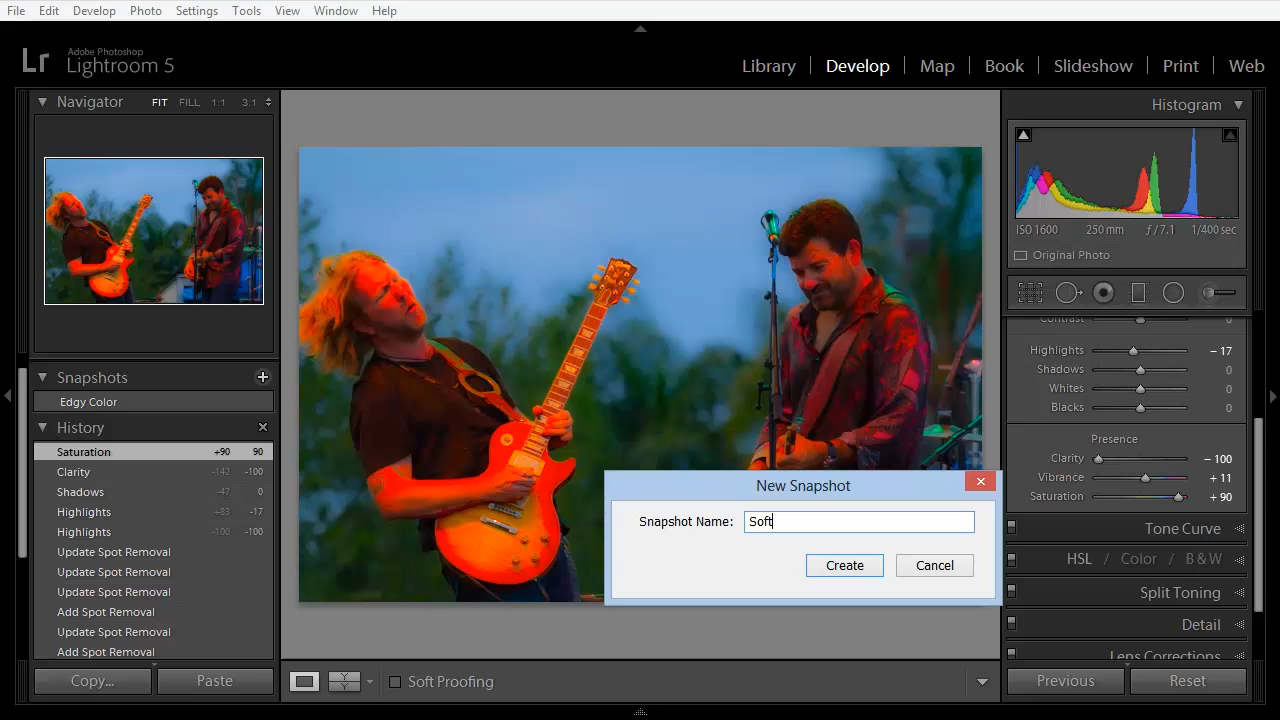 File Edit Develop Photo Settings Tools View Window Help
Lr Adobe Photoshop
Lightroom 5
Library Develop Map Book Slideshow Print Web
Navigator FIT FILL 1:1 3:1
Histogram
ISO 1600 250 mm ƒ / 7.1 1/400 sec
Original Photo
Contrast 0
Highlights – 17
Shadows 0
Whites 0
Blacks 0
Presence
Clarity – 100
Vibrance + 11
Saturation + 90
Tone Curve
HSL / Color / B & W
Split Toning
Detail
Lens Corrections
Previous Reset
Snapshots
Edgy Color
History
Saturation +90 90
Clarity -142 -100
Shadows -47 0
Highlights +83 -17
Highlights -100 -100
Update Spot Removal
Update Spot Removal
Update Spot Removal
Add Spot Removal
Update Spot Removal
Add Spot Removal
Copy... Paste
New Snapshot
Snapshot Name: Soft
Create Cancel
Y
Y
Soft Proofing